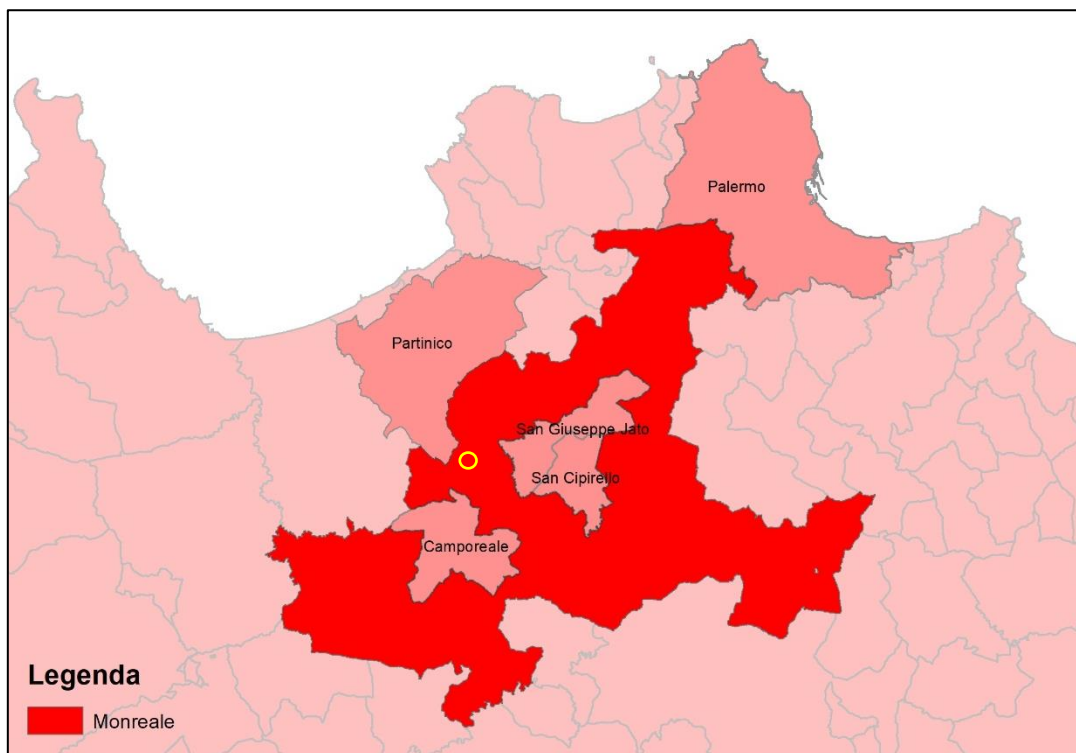 Palermo
Partinico
San Giuseppe Jato
San Cipirello
Camporeale
Legenda
Monreale